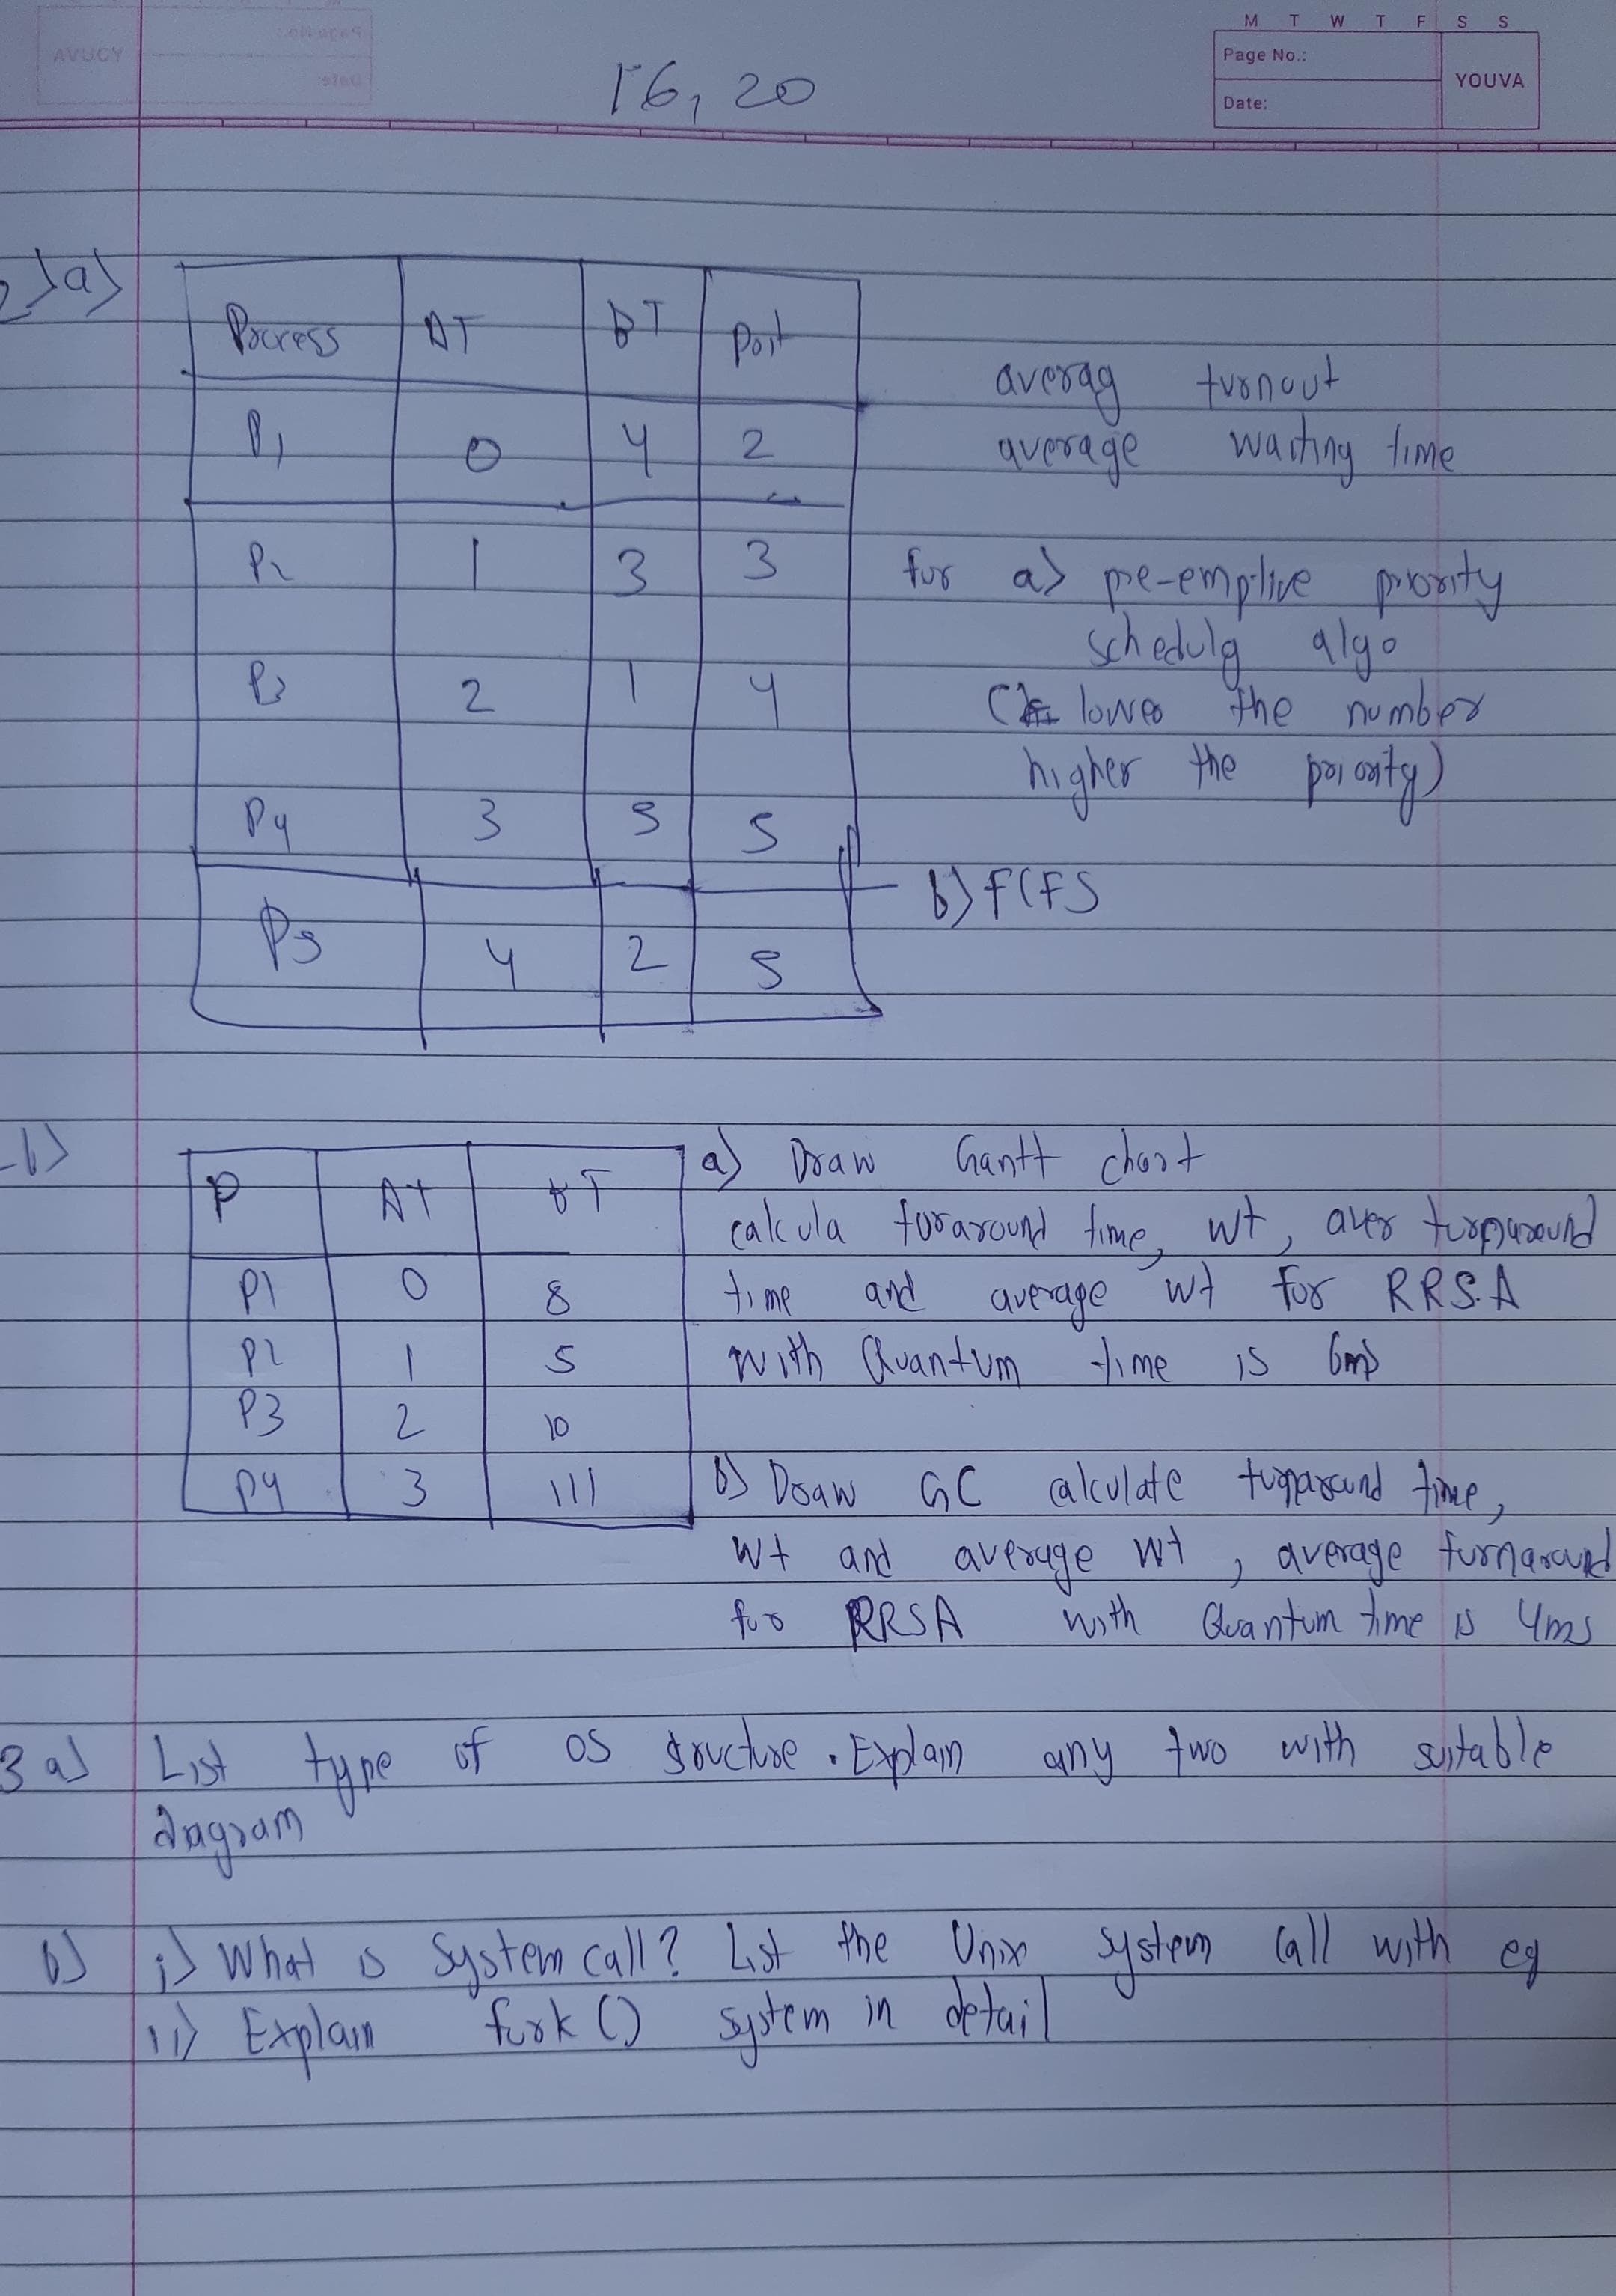 M T W T F S S
Page No.:
YOUVA
Date:
16, 20
2) a)
Process AT BT Port
P1 0 4 2
P2 1 3 3
P3 2 1 4
P4 3 5 5
P5 4 2 5
averag turnout
average waiting time
for a) pre-emptive priority
schedulg algo
( lower the number
higher the priority)
b) FCFS
b)
P AT BT
P1 0 8
P2 1 5
P3 2 10
P4 3 111
a) Draw Gantt chart
calcula turaround time, wt, aver turnaround
time and average wt for RRSA
with Quantum time is 6ms
b) Draw GC calculate turnaround time,
wt and average wt, average turnaround
for RRSA with Quantum time is 4ms
3 a) List type of OS structure. Explain any two with suitable
diagram
b) i) What is system call? List the Unix system call with eg
ii) Explain fork () system in detail